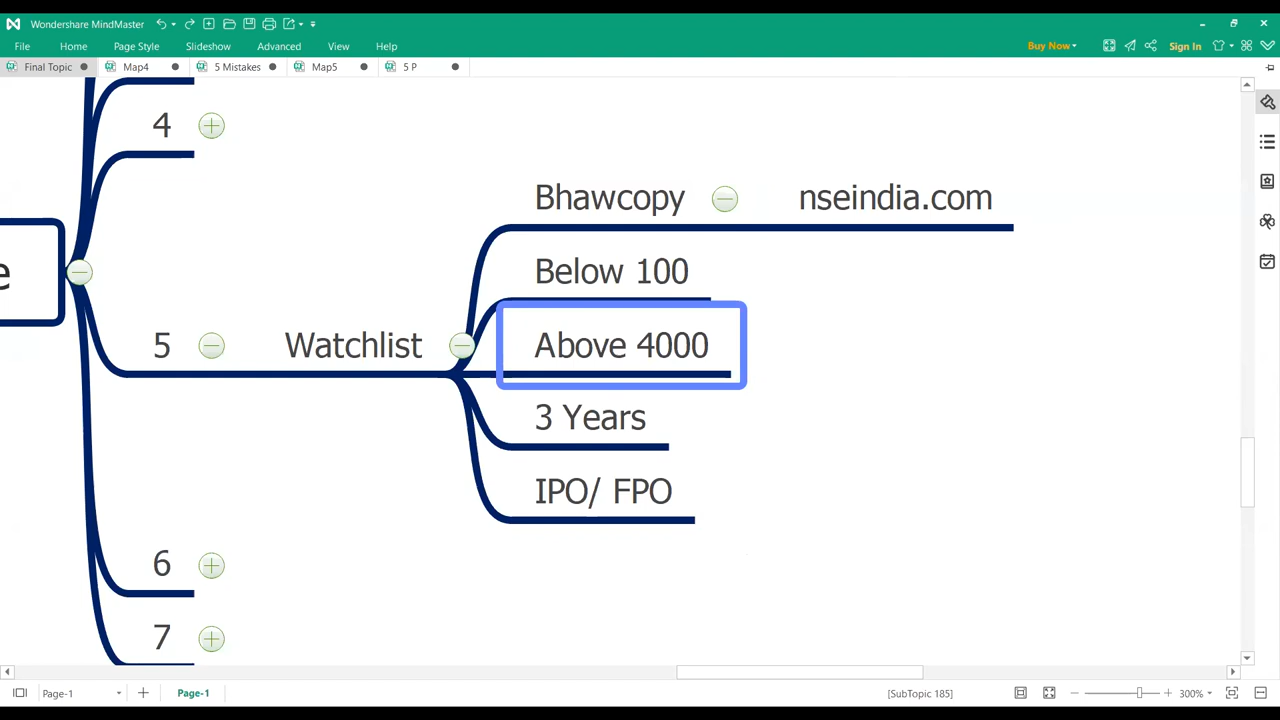 Wondershare MindMaster
File Home Page Style Slideshow Advanced View Help
Buy Now Sign In
Final Topic Map4 5 Mistakes Map5 5 P
4
Bhawcopy nseindia.com
Below 100
5 Watchlist Above 4000
e
3 Years
IPO/ FPO
6
7
Page-1 Page-1 [SubTopic 185] 300%